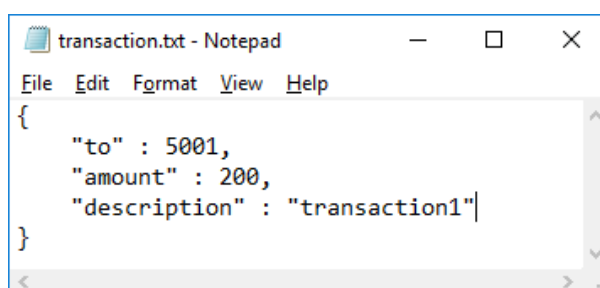 transaction.txt - Notepad
File Edit Format View Help
{
    "to" : 5001,
    "amount" : 200,
    "description" : "transaction1"
}